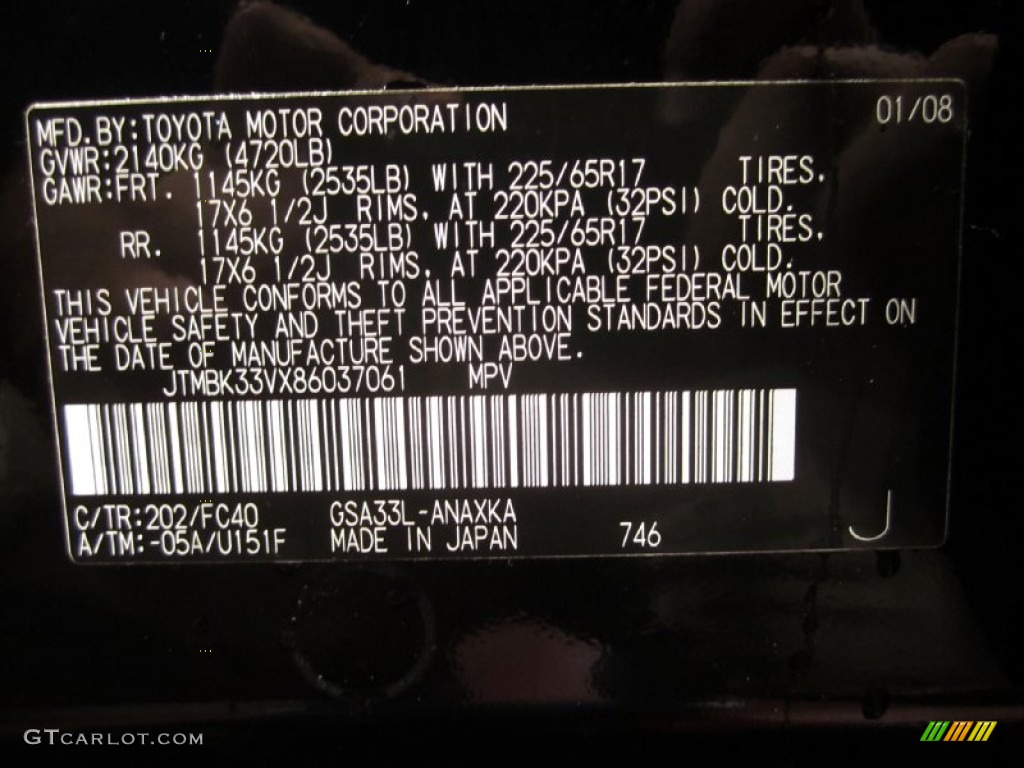 MFD.BY:TOYOTA MOTOR CORPORATION 01/08
GVWR:2140KG (4720LB)
GAWR:FRT. 1145KG (2535LB) WITH 225/65R17 TIRES,
17X6 1/2J RIMS, AT 220KPA (32PSI) COLD.
RR. 1145KG (2535LB) WITH 225/65R17 TIRES,
17X6 1/2J RIMS, AT 220KPA (32PSI) COLD.
THIS VEHICLE CONFORMS TO ALL APPLICABLE FEDERAL MOTOR
VEHICLE SAFETY AND THEFT PREVENTION STANDARDS IN EFFECT ON
THE DATE OF MANUFACTURE SHOWN ABOVE.
JTMBK33VX86037061 MPV
C/TR:202/FC40 GSA33L-ANAXKA
A/TM:-05A/U151F MADE IN JAPAN 746 J
GTCARLOT.COM